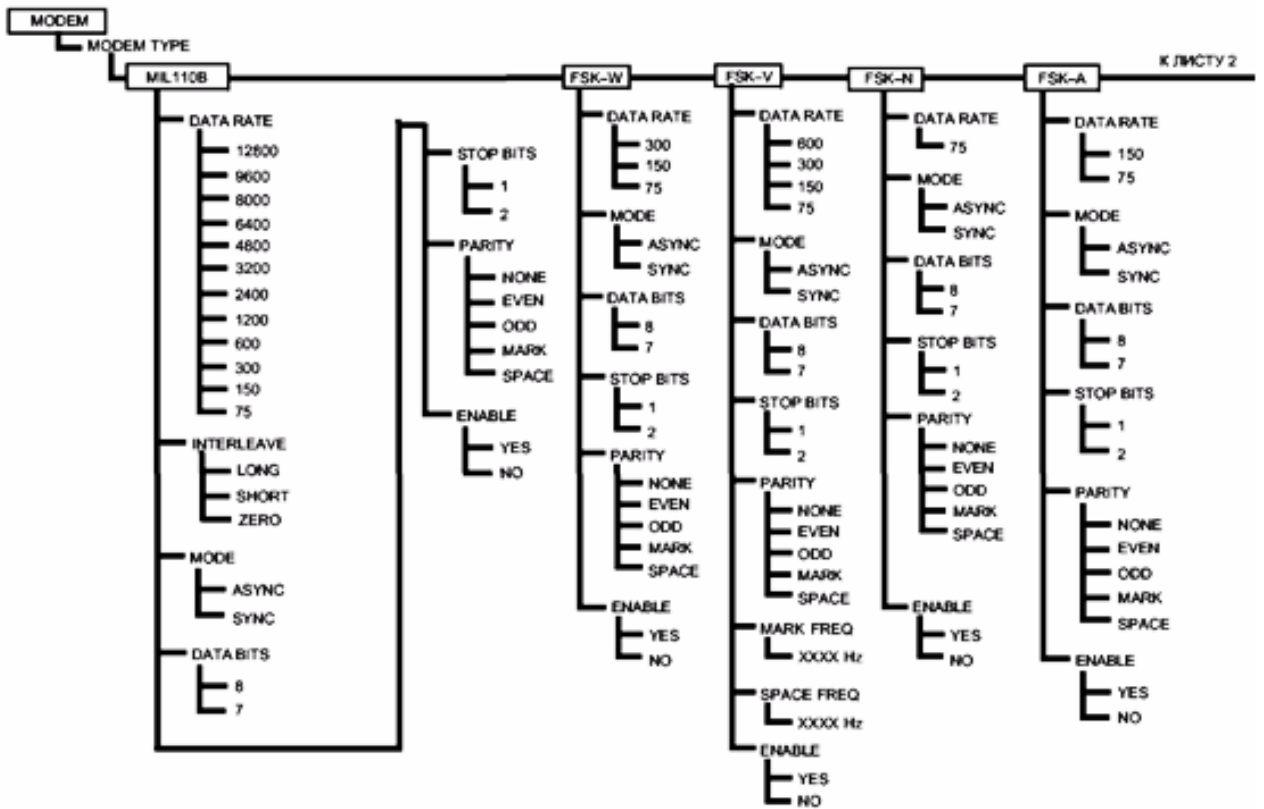 MODEM
MODEM TYPE
К ЛИСТУ 2
MIL110B
DATA RATE
12800
9600
8000
6400
4800
3200
2400
1200
600
300
150
75
INTERLEAVE
LONG
SHORT
ZERO
MODE
ASYNC
SYNC
DATA BITS
8
7
STOP BITS
1
2
PARITY
NONE
EVEN
ODD
MARK
SPACE
ENABLE
YES
NO
FSK-W
DATA RATE
300
150
75
MODE
ASYNC
SYNC
DATA BITS
8
7
STOP BITS
1
2
PARITY
NONE
EVEN
ODD
MARK
SPACE
ENABLE
YES
NO
FSK-V
DATA RATE
600
300
150
75
MODE
ASYNC
SYNC
DATA BITS
8
7
STOP BITS
1
2
PARITY
NONE
EVEN
ODD
MARK
SPACE
MARK FREQ
XXXX Hz
SPACE FREQ
XXXX Hz
ENABLE
YES
NO
FSK-N
DATA RATE
75
MODE
ASYNC
SYNC
DATA BITS
8
7
STOP BITS
1
2
PARITY
NONE
EVEN
ODD
MARK
SPACE
ENABLE
YES
NO
FSK-A
DATA RATE
150
75
MODE
ASYNC
SYNC
DATA BITS
8
7
STOP BITS
1
2
PARITY
NONE
EVEN
ODD
MARK
SPACE
ENABLE
YES
NO